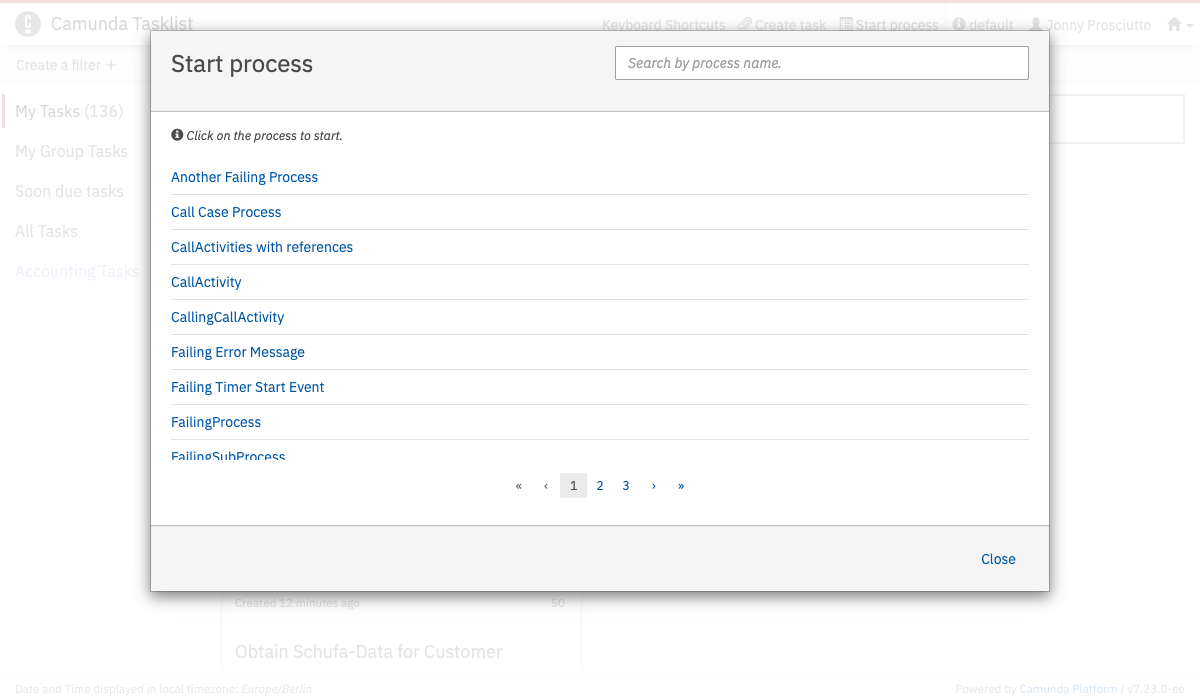 Camunda Tasklist
Keyboard Shortcuts Create task Start process default Jonny Prosciutto
Create a filter +
My Tasks (136)
My Group Tasks
Soon due tasks
All Tasks
Accounting Tasks
Start process
Search by process name.
Click on the process to start.
Another Failing Process
Call Case Process
CallActivities with references
CallActivity
CallingCallActivity
Failing Error Message
Failing Timer Start Event
FailingProcess
FailingSubProcess
« ‹ 1 2 3 › »
Close
Created 12 minutes ago 50
Obtain Schufa-Data for Customer
Date and Time displayed in local timezone: Europe/Berlin
Powered by Camunda Platform / v7.23.0-ee